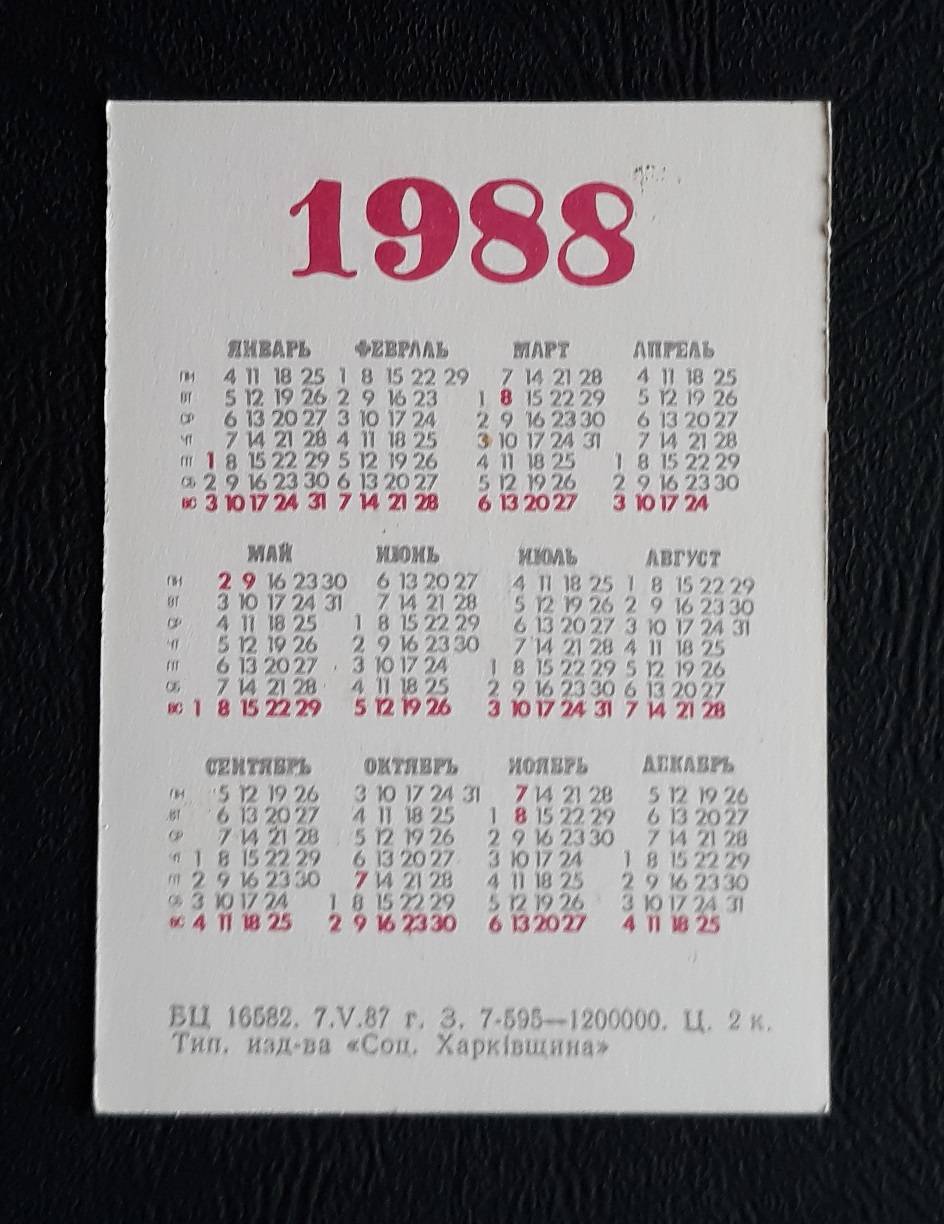 1988
ЯНВАРЬ ФЕВРАЛЬ МАРТ АПРЕЛЬ
ПН 4 11 18 25 1 8 15 22 29 7 14 21 28 4 11 18 25
ВТ 5 12 19 26 2 9 16 23 1 8 15 22 29 5 12 19 26
СР 6 13 20 27 3 10 17 24 2 9 16 23 30 6 13 20 27
ЧТ 7 14 21 28 4 11 18 25 3 10 17 24 31 7 14 21 28
ПТ 1 8 15 22 29 5 12 19 26 4 11 18 25 1 8 15 22 29
СБ 2 9 16 23 30 6 13 20 27 5 12 19 26 2 9 16 23 30
ВС 3 10 17 24 31 7 14 21 28 6 13 20 27 3 10 17 24
МАЙ ИЮНЬ ИЮЛЬ АВГУСТ
ПН 2 9 16 23 30 6 13 20 27 4 11 18 25 1 8 15 22 29
ВТ 3 10 17 24 31 7 14 21 28 5 12 19 26 2 9 16 23 30
СР 4 11 18 25 1 8 15 22 29 6 13 20 27 3 10 17 24 31
ЧТ 5 12 19 26 2 9 16 23 30 7 14 21 28 4 11 18 25
ПТ 6 13 20 27 3 10 17 24 1 8 15 22 29 5 12 19 26
СБ 7 14 21 28 4 11 18 25 2 9 16 23 30 6 13 20 27
ВС 1 8 15 22 29 5 12 19 26 3 10 17 24 31 7 14 21 28
СЕНТЯБРЬ ОКТЯБРЬ НОЯБРЬ ДЕКАБРЬ
ПН 5 12 19 26 3 10 17 24 31 7 14 21 28 5 12 19 26
ВТ 6 13 20 27 4 11 18 25 1 8 15 22 29 6 13 20 27
СР 7 14 21 28 5 12 19 26 2 9 16 23 30 7 14 21 28
ЧТ 1 8 15 22 29 6 13 20 27 3 10 17 24 1 8 15 22 29
ПТ 2 9 16 23 30 7 14 21 28 4 11 18 25 2 9 16 23 30
СБ 3 10 17 24 1 8 15 22 29 5 12 19 26 3 10 17 24 31
ВС 4 11 18 25 2 9 16 23 30 6 13 20 27 4 11 18 25
БЦ 16582. 7.V.87 г. З. 7-595—1200000. Ц. 2 к.
Тип. изд-ва «Соц. Харківщина»